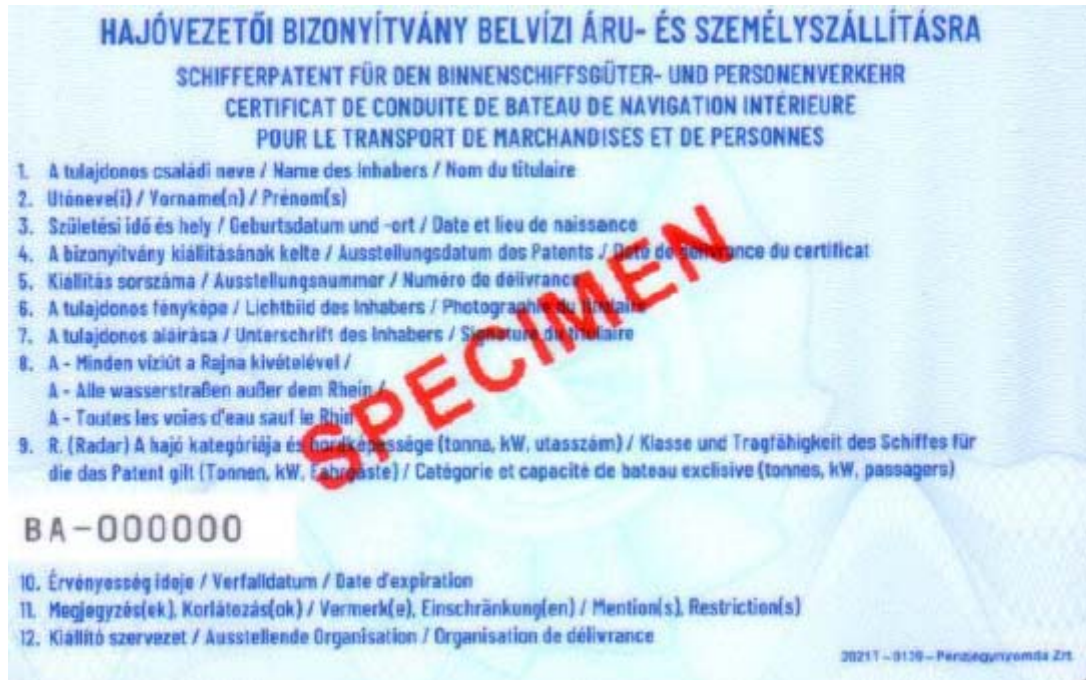 HAJÓVEZETŐI BIZONYÍTVÁNY BELVÍZI ÁRU- ÉS SZEMÉLYSZÁLLÍTÁSRA
SCHIFFERPATENT FÜR DEN BINNENSCHIFFSGÜTER- UND PERSONENVERKEHR
CERTIFICAT DE CONDUITE DE BATEAU DE NAVIGATION INTÉRIEURE
POUR LE TRANSPORT DE MARCHANDISES ET DE PERSONNES
1. A tulajdonos családi neve / Name des Inhabers / Nom du titulaire
2. Utóneve(i) / Vorname(n) / Prénom(s)
3. Születési idő és hely / Geburtsdatum und -ort / Date et lieu de naissance
4. A bizonyítvány kiállításának kelte / Ausstellungsdatum des Patents / Date de délivrance du certificat
5. Kiállítás sorszáma / Ausstellungsnummer / Numéro de délivrance
6. A tulajdonos fényképe / Lichtbild des Inhabers / Photographie du titulaire
7. A tulajdonos aláírása / Unterschrift des Inhabers / Signature du titulaire
8. A - Minden víziút a Rajna kivételével /
A - Alle wasserstraßen außer dem Rhein /
A - Toutes les voies d'eau sauf le Rhin
SPECIMEN
9. R. (Radar) A hajó kategóriája és hordképessége (tonna, kW, utasszám) / Klasse und Tragfähigkeit des Schiffes für
die das Patent gilt (Tonnen, kW, Fahrgäste) / Catégorie et capacité de bateau exclisive (tonnes, kW, passagers)
BA-000000
10. Érvényesség ideje / Verfalldatum / Date d'expiration
11. Megjegyzés(ek), Korlátozás(ok) / Vermerk(e), Einschränkung(en) / Mention(s), Restriction(s)
12. Kiállító szervezet / Ausstellende Organisation / Organisation de délivrance
Pénzjegynyomda Zrt.